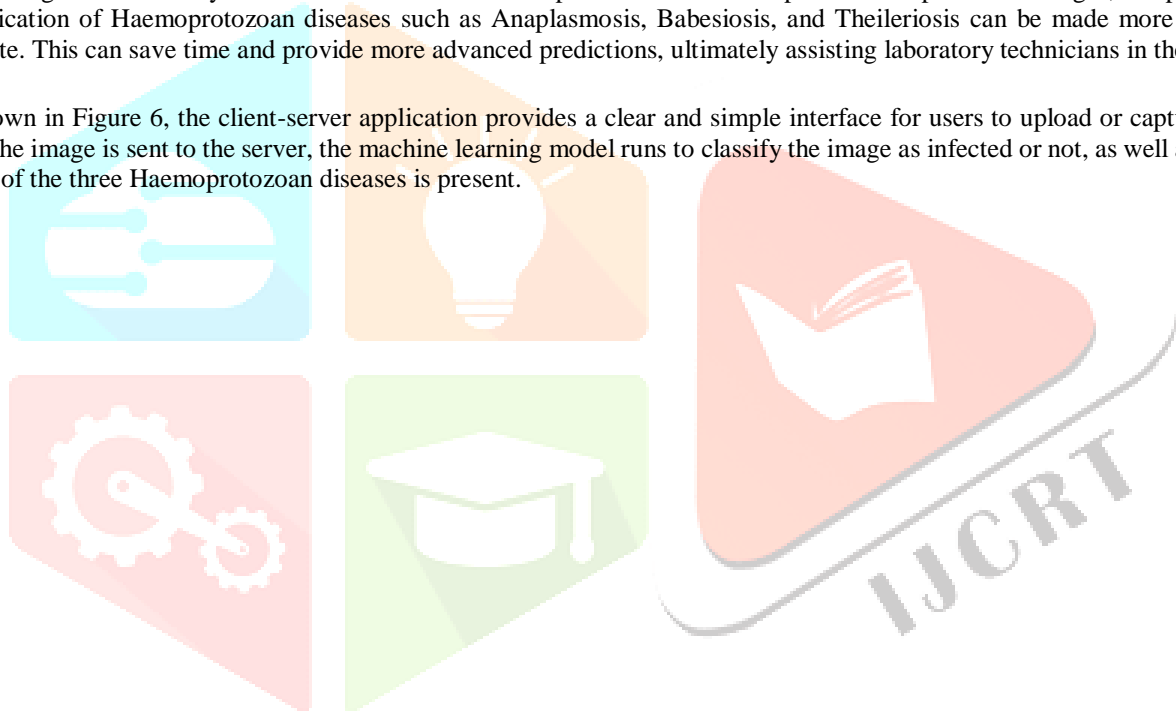 ication of Haemoprotozoan diseases such as Anaplasmosis, Babesiosis, and Theileriosis can be made more
te. This can save time and provide more advanced predictions, ultimately assisting laboratory technicians in the
own in Figure 6, the client-server application provides a clear and simple interface for users to upload or capt
he image is sent to the server, the machine learning model runs to classify the image as infected or not, as well
of the three Haemoprotozoan diseases is present.
IJCRT